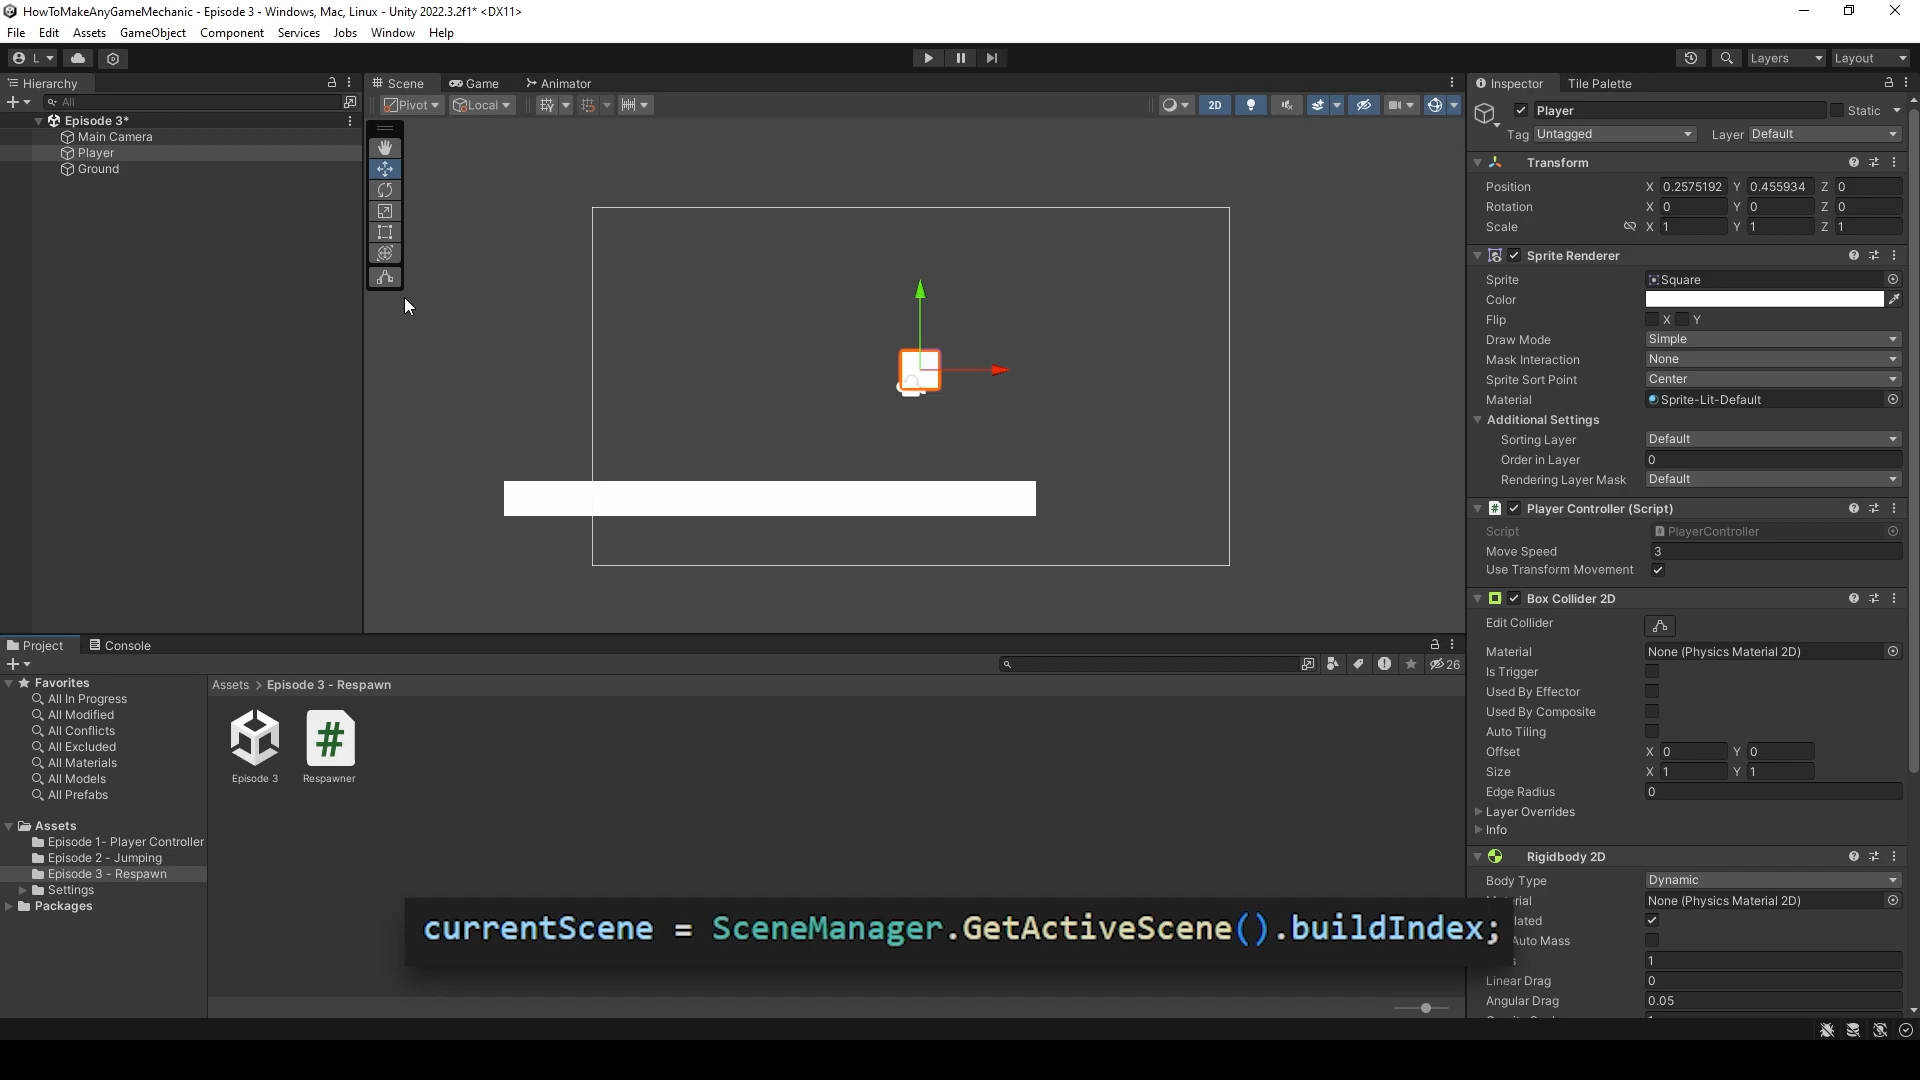 HowToMakeAnyGameMechanic - Episode 3 - Windows, Mac, Linux - Unity 2022.3.2f1* <DX11>
File Edit Assets GameObject Component Services Jobs Window Help
L Layers Layout
Hierarchy
All
Episode 3*
Main Camera
Player
Ground
Scene Game Animator
Pivot Local 2D
Inspector Tile Palette
Player Static
Tag Untagged Layer Default
Transform
Position X 0.2575192 Y 0.455934 Z 0
Rotation X 0 Y 0 Z 0
Scale X 1 Y 1 Z 1
Sprite Renderer
Sprite Square
Color
Flip X Y
Draw Mode Simple
Mask Interaction None
Sprite Sort Point Center
Material Sprite-Lit-Default
Additional Settings
Sorting Layer Default
Order in Layer 0
Rendering Layer Mask Default
# Player Controller (Script)
Script PlayerController
Move Speed 3
Use Transform Movement
Box Collider 2D
Edit Collider
Material None (Physics Material 2D)
Is Trigger
Used By Effector
Used By Composite
Auto Tiling
Offset X 0 Y 0
Size X 1 Y 1
Edge Radius 0
Layer Overrides
Info
Rigidbody 2D
Body Type Dynamic
erial None (Physics Material 2D)
lated
Auto Mass
s 1
Linear Drag 0
Angular Drag 0.05
Project Console
26
Favorites
All In Progress
All Modified
All Conflicts
All Excluded
All Materials
All Models
All Prefabs
Assets
Episode 1- Player Controller
Episode 2 - Jumping
Episode 3 - Respawn
Settings
Packages
Assets > Episode 3 - Respawn
#
Episode 3 Respawner
currentScene = SceneManager.GetActiveScene().buildIndex;